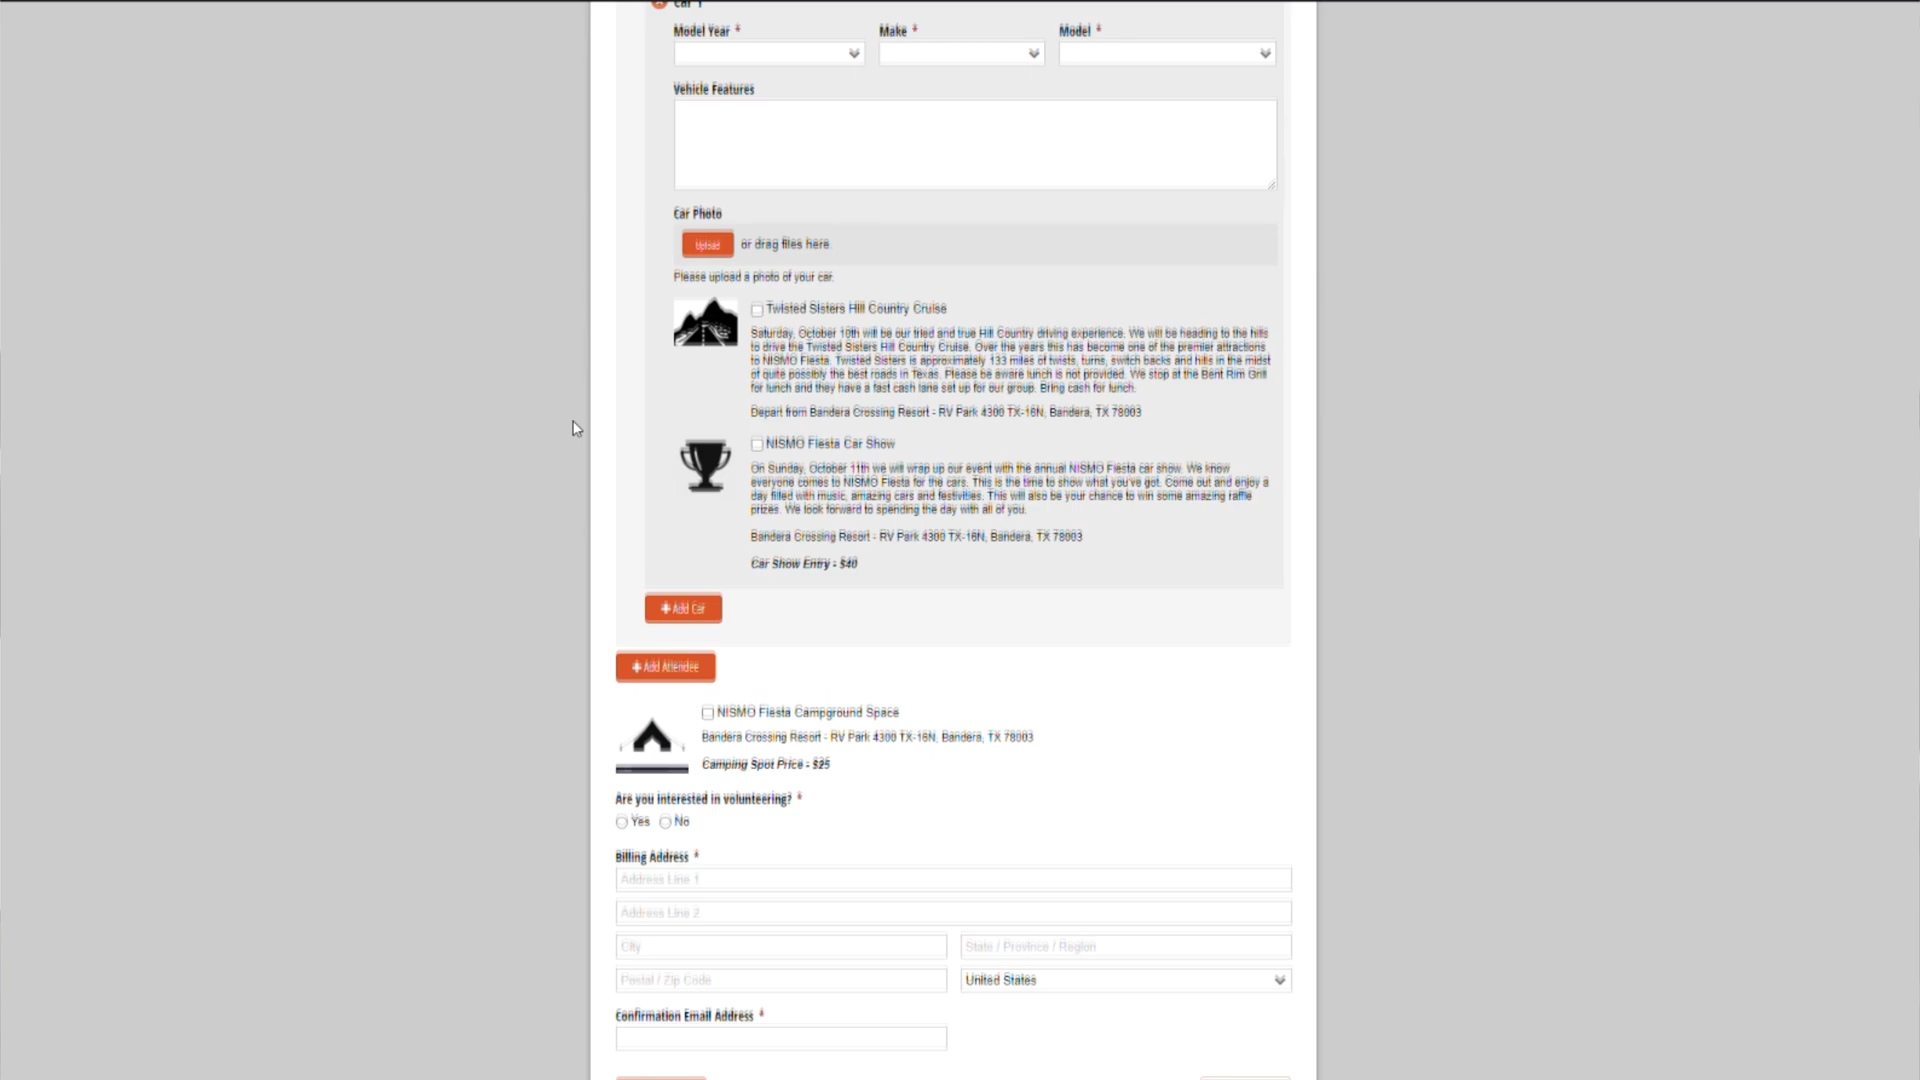 Car 1
Model Year * Make * Model *
Vehicle Features
Car Photo
Upload or drag files here
Please upload a photo of your car.
Twisted Sisters Hill Country Cruise
Saturday, October 10th will be our tried and true Hill Country driving experience. We will be heading to the hills
to drive the Twisted Sisters Hill Country Cruise. Over the years this has become one of the premier attractions
to NISMO Fiesta. Twisted Sisters is approximately 133 miles of twists, turns, switch backs and hills in the midst
of quite possibly the best roads in Texas. Please be aware lunch is not provided. We stop at the Bent Rim Grill
for lunch and they have a fast cash lane set up for our group. Bring cash for lunch.
Depart from Bandera Crossing Resort - RV Park 4300 TX-16N, Bandera, TX 78003
NISMO Fiesta Car Show
On Sunday, October 11th we will wrap up our event with the annual NISMO Fiesta car show. We know
everyone comes to NISMO Fiesta for the cars. This is the time to show what you've got. Come out and enjoy a
day filled with music, amazing cars and festivities. This will also be your chance to win some amazing raffle
prizes. We look forward to spending the day with all of you.
Bandera Crossing Resort - RV Park 4300 TX-16N, Bandera, TX 78003
Car Show Entry - $40
+ Add Car
+ Add Attendee
NISMO Fiesta Campground Space
Bandera Crossing Resort - RV Park 4300 TX-16N, Bandera, TX 78003
Camping Spot Price - $25
Are you interested in volunteering? *
Yes No
Billing Address *
Address Line 1
Address Line 2
City State / Province / Region
Postal / Zip Code United States
Confirmation Email Address *